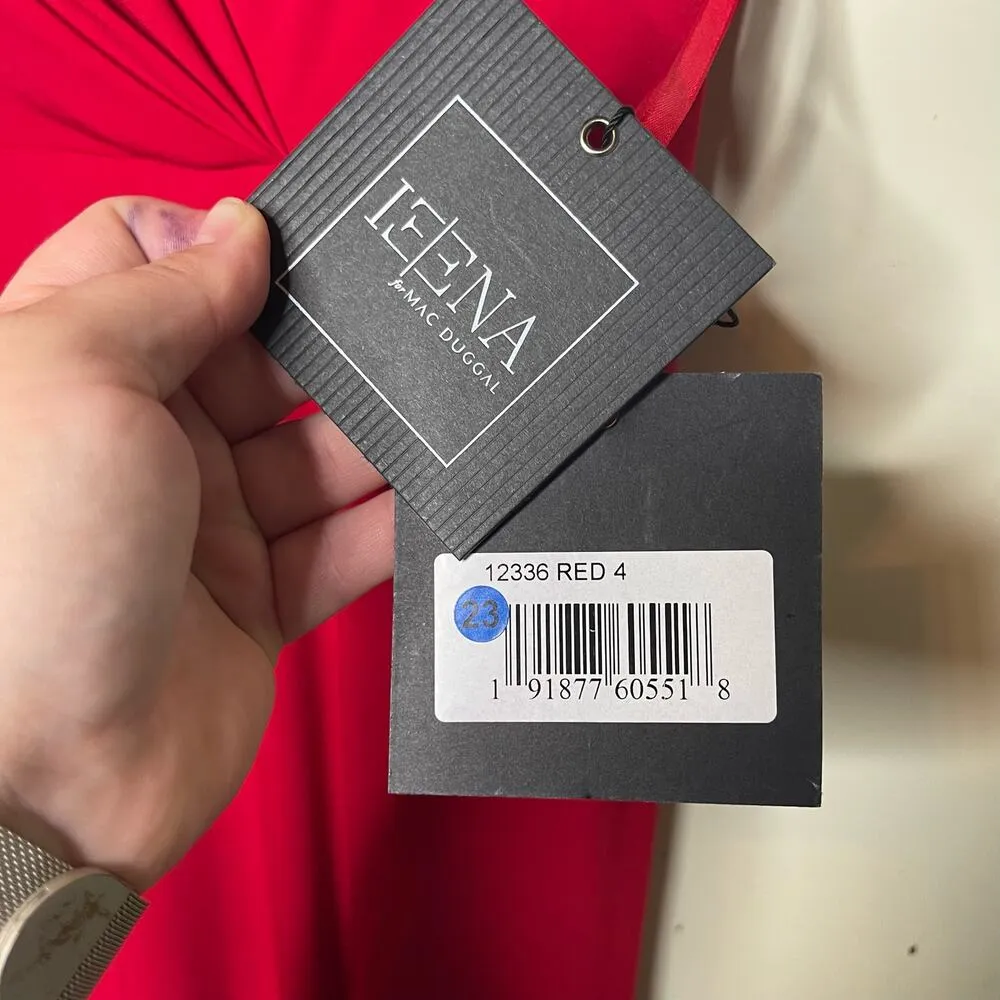 IEENA
for MAC DUGGAL
12336 RED 4
23
1 91877 60551 8